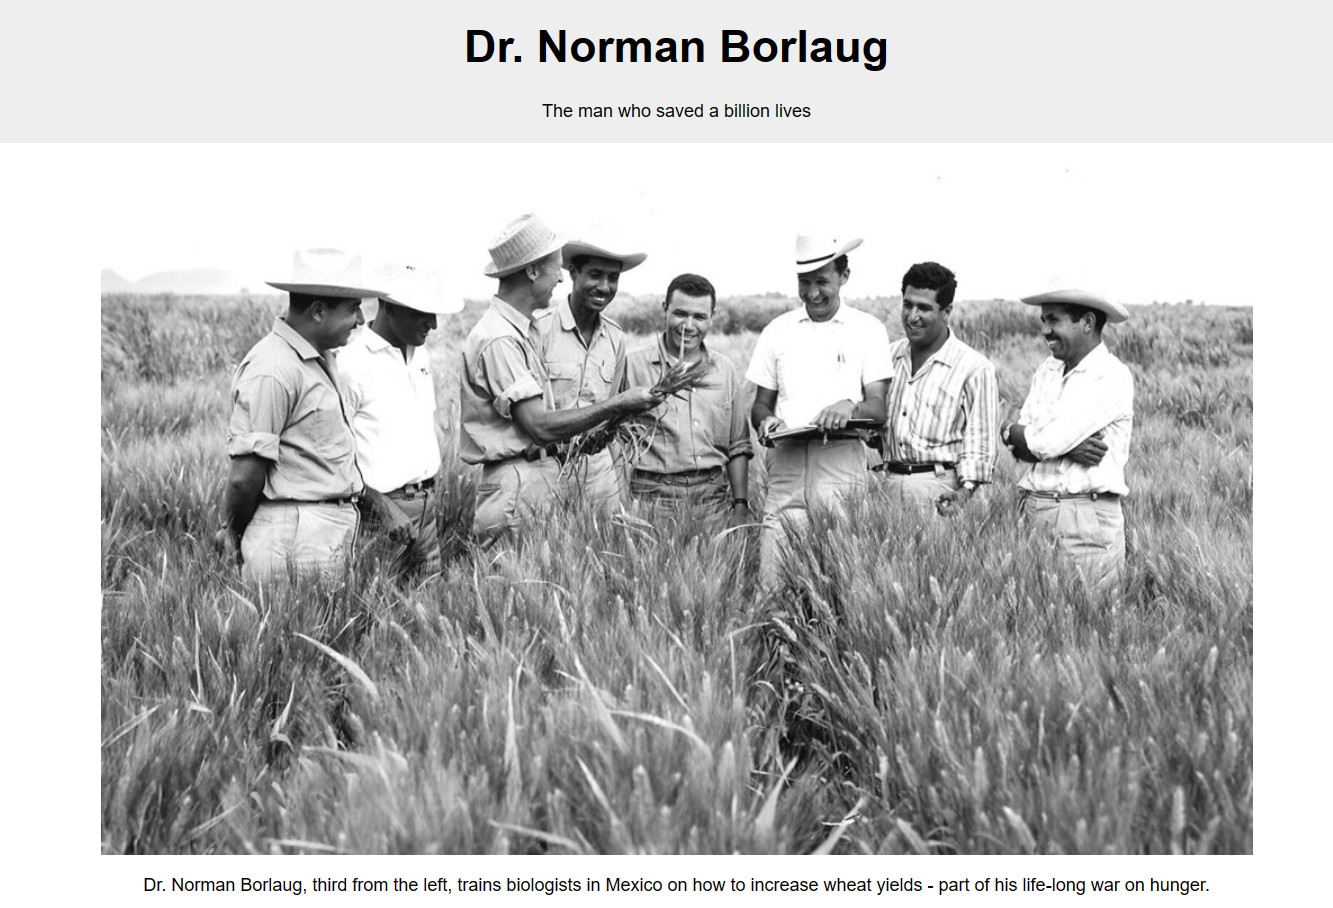 Dr. Norman Borlaug
The man who saved a billion lives
Dr. Norman Borlaug, third from the left, trains biologists in Mexico on how to increase wheat yields - part of his life-long war on hunger.